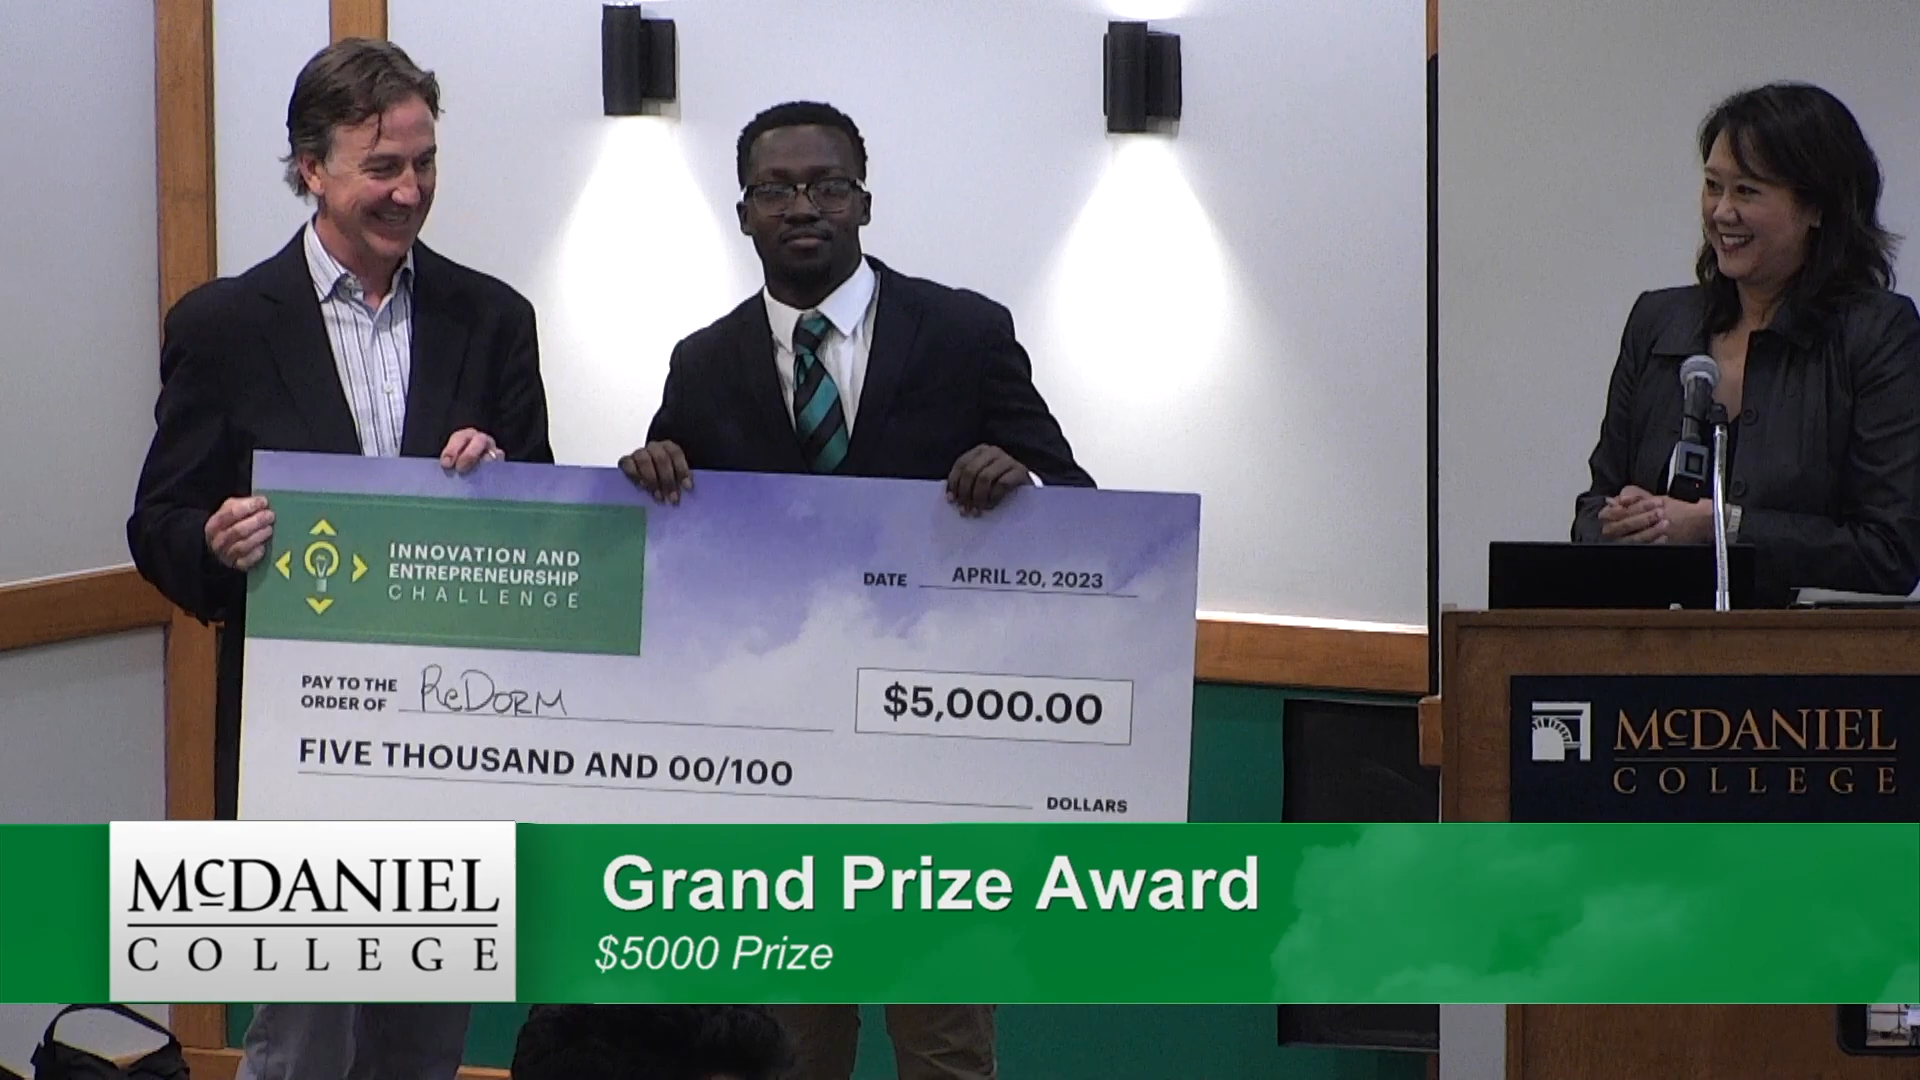 INNOVATION AND
ENTREPRENEURSHIP
CHALLENGE
DATE APRIL 20, 2023
PAY TO THE
ORDER OF ReDORM
$5,000.00
FIVE THOUSAND AND 00/100
DOLLARS
McDANIEL
COLLEGE
McDANIEL
COLLEGE
Grand Prize Award
$5000 Prize